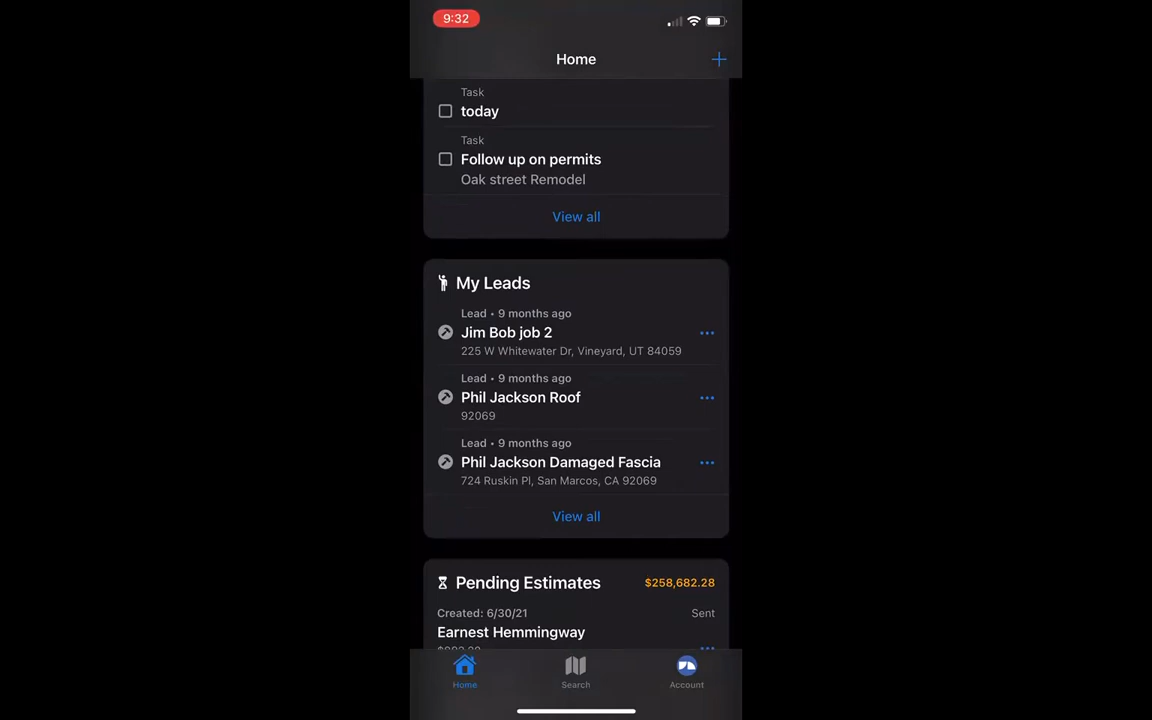 9:32
Home
Task
today
Task
Follow up on permits
Oak street Remodel
View all
My Leads
Lead • 9 months ago
Jim Bob job 2
225 W Whitewater Dr, Vineyard, UT 84059
Lead • 9 months ago
Phil Jackson Roof
92069
Lead • 9 months ago
Phil Jackson Damaged Fascia
724 Ruskin Pl, San Marcos, CA 92069
View all
Pending Estimates $258,682.28
Created: 6/30/21 Sent
Earnest Hemmingway
Home Search Account